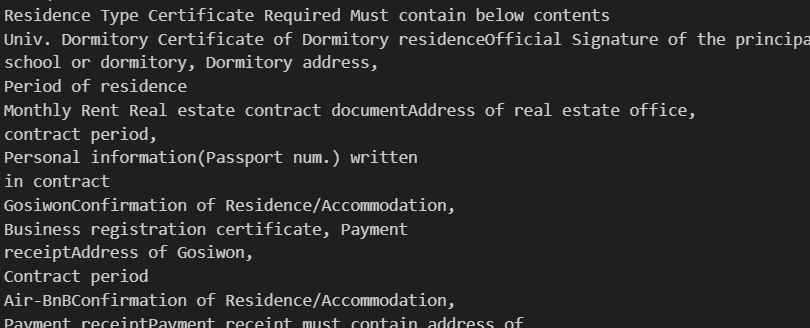 Residence Type Certificate Required Must contain below contents
Univ. Dormitory Certificate of Dormitory residenceOfficial Signature of the
school or dormitory, Dormitory address,
Period of residence
Monthly Rent Real estate contract documentAddress of real estate office,
contract period,
Personal information(Passport num.) written
in contract
GosiwonConfirmation of Residence/Accommodation,
Business registration certificate, Payment
receiptAddress of Gosiwon,
Contract period
Air-BnBConfirmation of Residence/Accommodation,
Payment receiptPayment receipt must contain address of